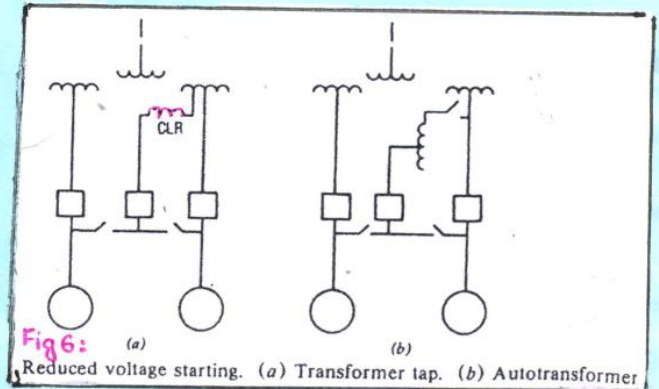 CLR
(a)
(b)
Fig 6:
Reduced voltage starting. (a) Transformer tap. (b) Autotransformer